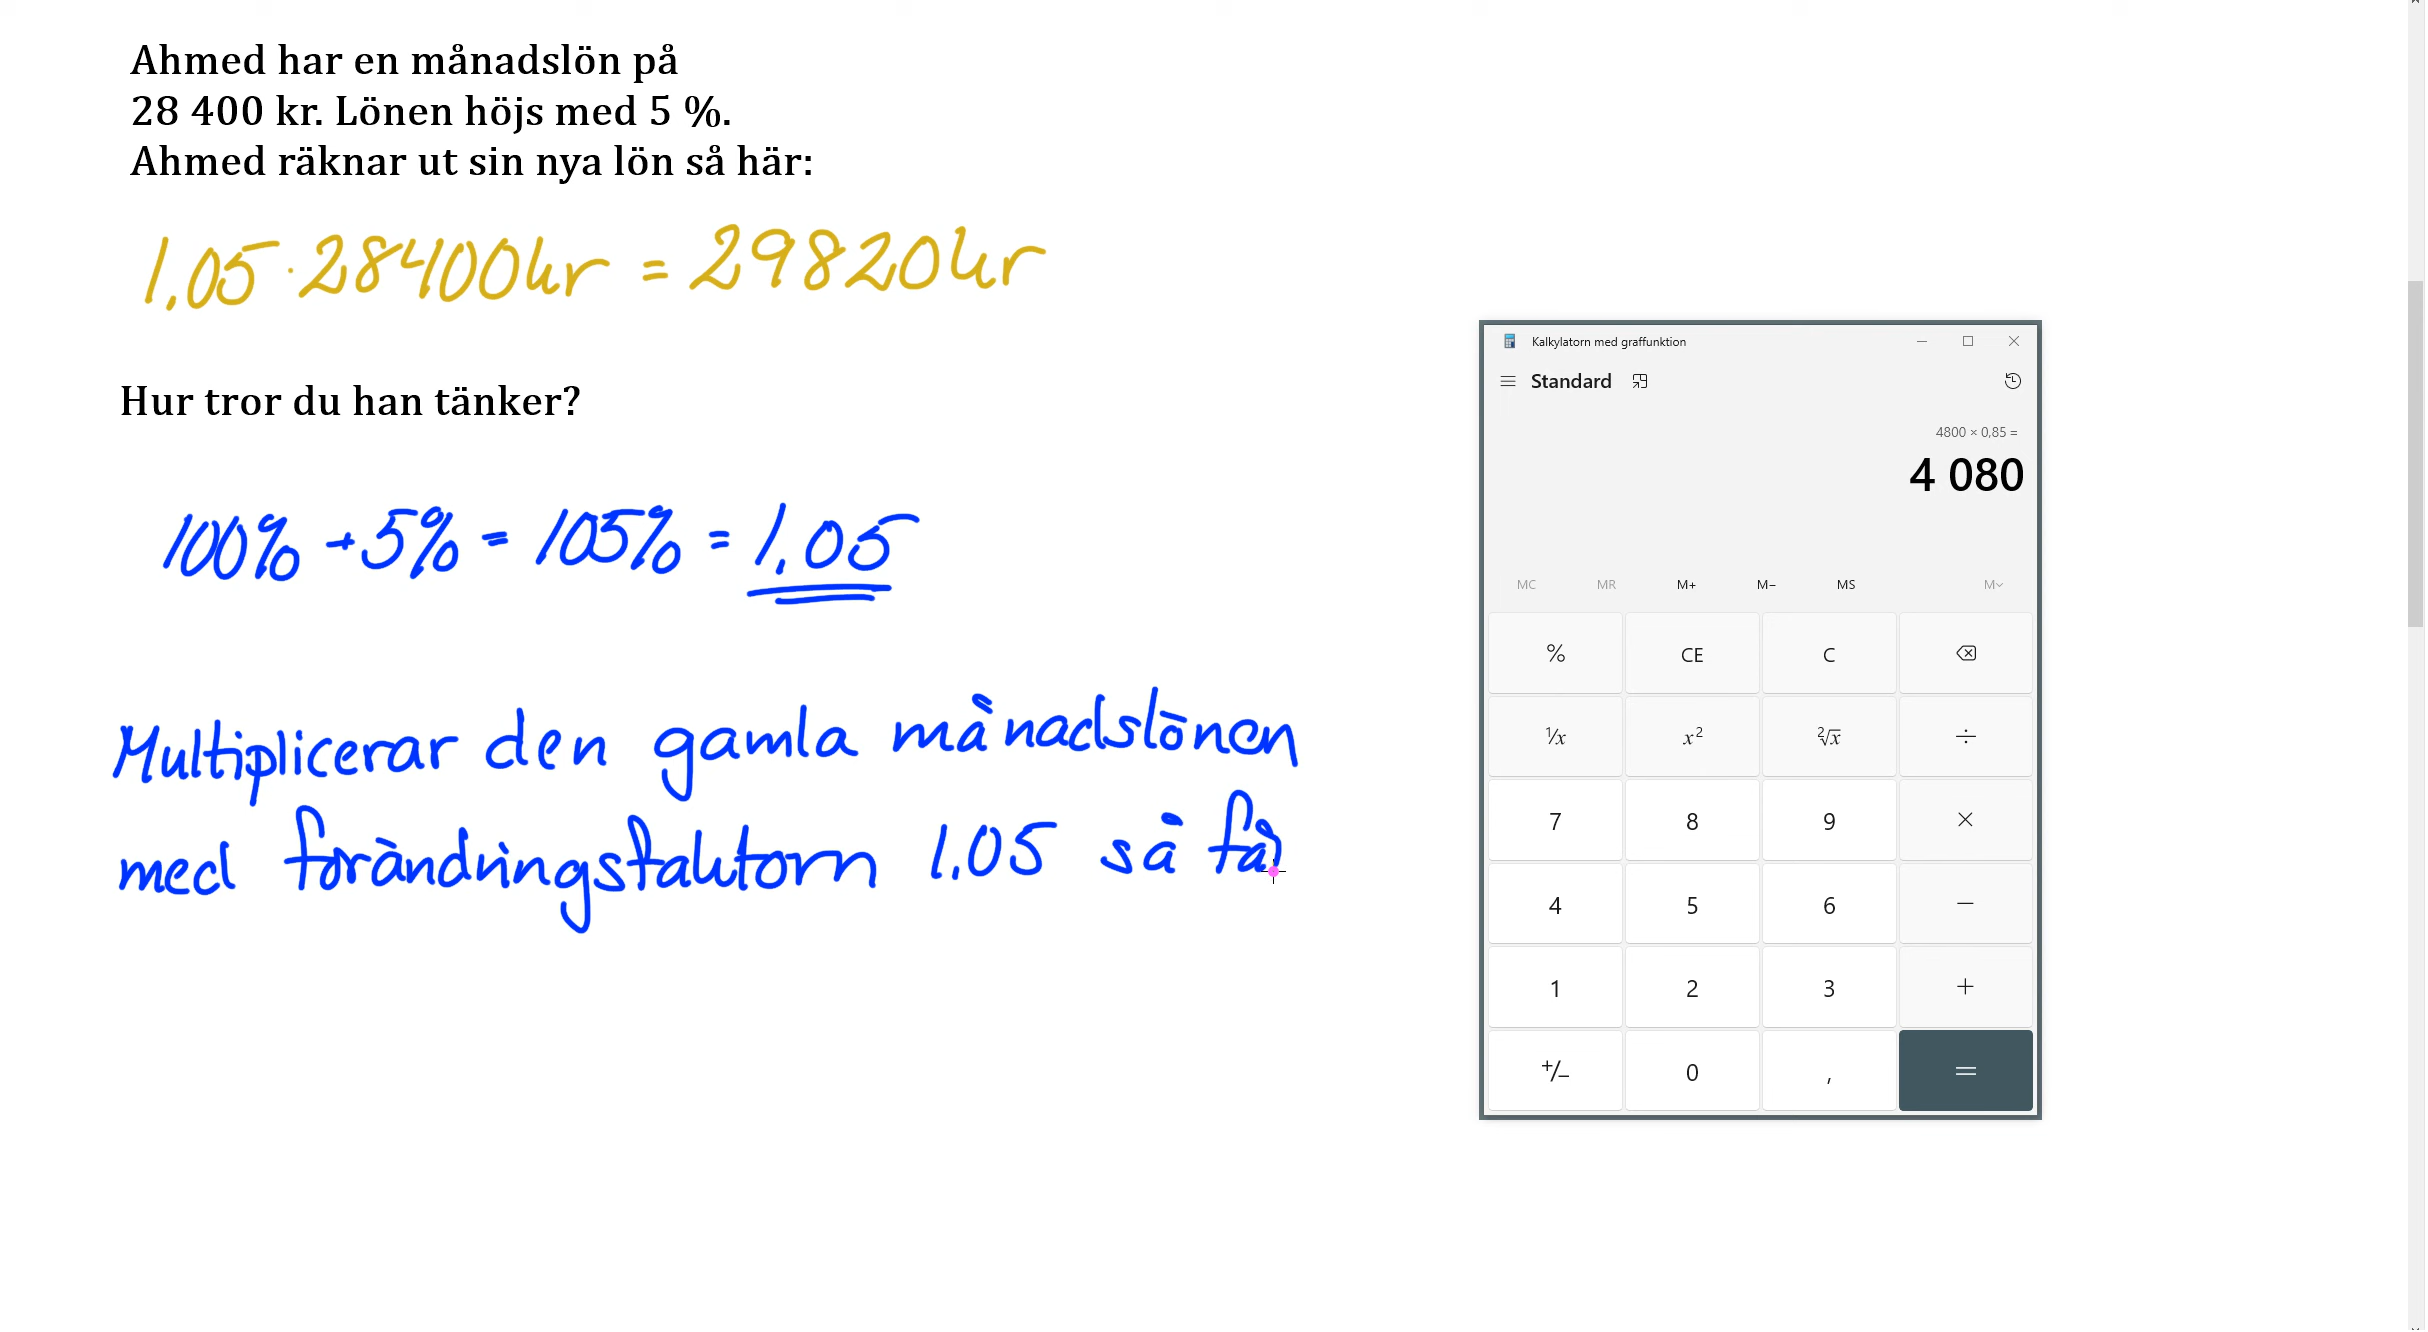 Ahmed har en månadslön på
28 400 kr. Lönen höjs med 5 %.
Ahmed räknar ut sin nya lön så här:
1,05 · 28400kr = 29820kr
Hur tror du han tänker?
100% + 5% = 105% = 1,05
Multiplicerar den gamla månadslönen
med förändringsfaktorn 1,05 så får
Kalkylatorn med graffunktion
Standard
4800 × 0,85 =
4 080
MC MR M+ M− MS M
% CE C
¹/x x² ²√x ÷
7 8 9 ×
4 5 6 −
1 2 3 +
+/− 0 , =